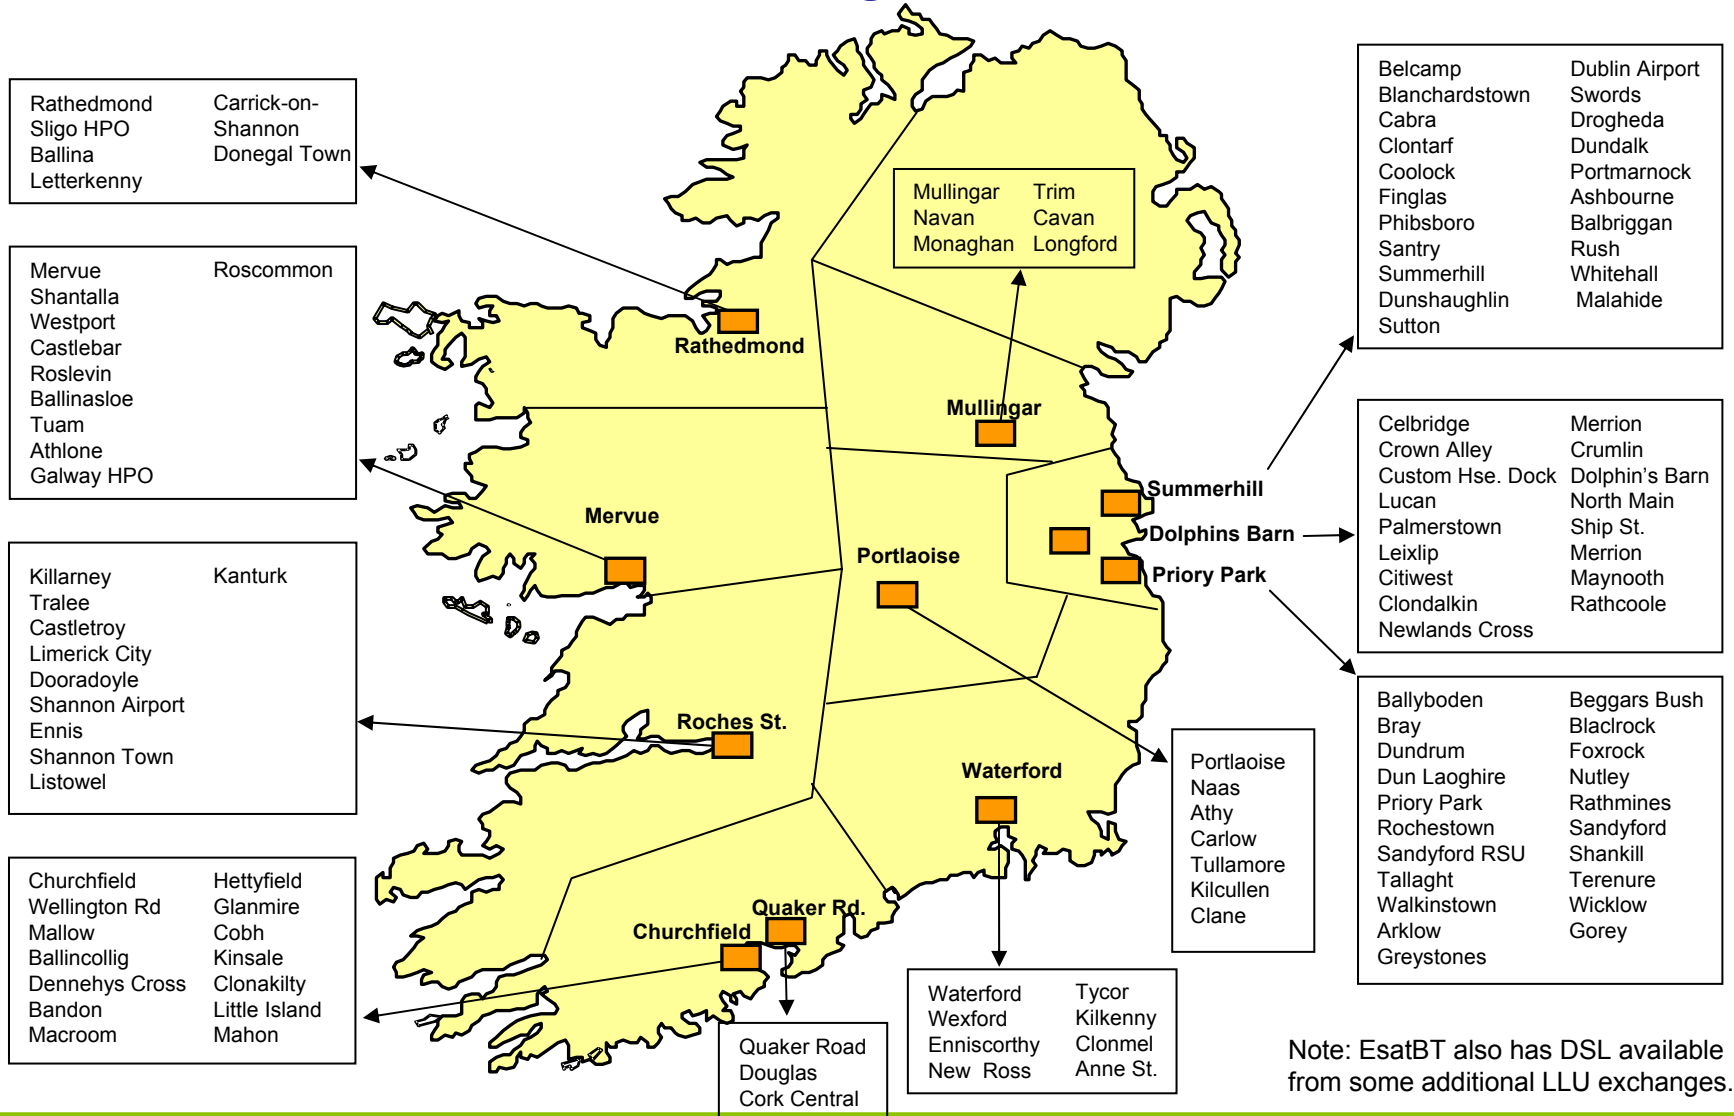 Rathedmond
Sligo HPO
Ballina
Letterkenny
Carrick-on-
Shannon
Donegal Town
Mervue
Shantalla
Westport
Castlebar
Roslevin
Ballinasloe
Tuam
Athlone
Galway HPO
Roscommon
Killarney
Tralee
Castletroy
Limerick City
Dooradoyle
Shannon Airport
Ennis
Shannon Town
Listowel
Kanturk
Churchfield
Wellington Rd
Mallow
Ballincollig
Dennehys Cross
Bandon
Macroom
Hettyfield
Glanmire
Cobh
Kinsale
Clonakilty
Little Island
Mahon
Mullingar
Navan
Monaghan
Trim
Cavan
Longford
Rathedmond
Mullingar
Mervue
Portlaoise
Summerhill
Dolphins Barn
Priory Park
Roches St.
Waterford
Quaker Rd.
Churchfield
Quaker Road
Douglas
Cork Central
Waterford
Wexford
Enniscorthy
New Ross
Tycor
Kilkenny
Clonmel
Anne St.
Portlaoise
Naas
Athy
Carlow
Tullamore
Kilcullen
Clane
Belcamp
Blanchardstown
Cabra
Clontarf
Coolock
Finglas
Phibsboro
Santry
Summerhill
Dunshaughlin
Sutton
Dublin Airport
Swords
Drogheda
Dundalk
Portmarnock
Ashbourne
Balbriggan
Rush
Whitehall
Malahide
Celbridge
Crown Alley
Custom Hse. Dock
Lucan
Palmerstown
Leixlip
Citiwest
Clondalkin
Newlands Cross
Merrion
Crumlin
Dolphin’s Barn
North Main
Ship St.
Merrion
Maynooth
Rathcoole
Ballyboden
Bray
Dundrum
Dun Laoghire
Priory Park
Rochestown
Sandyford RSU
Tallaght
Walkinstown
Arklow
Greystones
Beggars Bush
Blaclrock
Foxrock
Nutley
Rathmines
Sandyford
Shankill
Terenure
Wicklow
Gorey
Note: EsatBT also has DSL available
from some additional LLU exchanges.